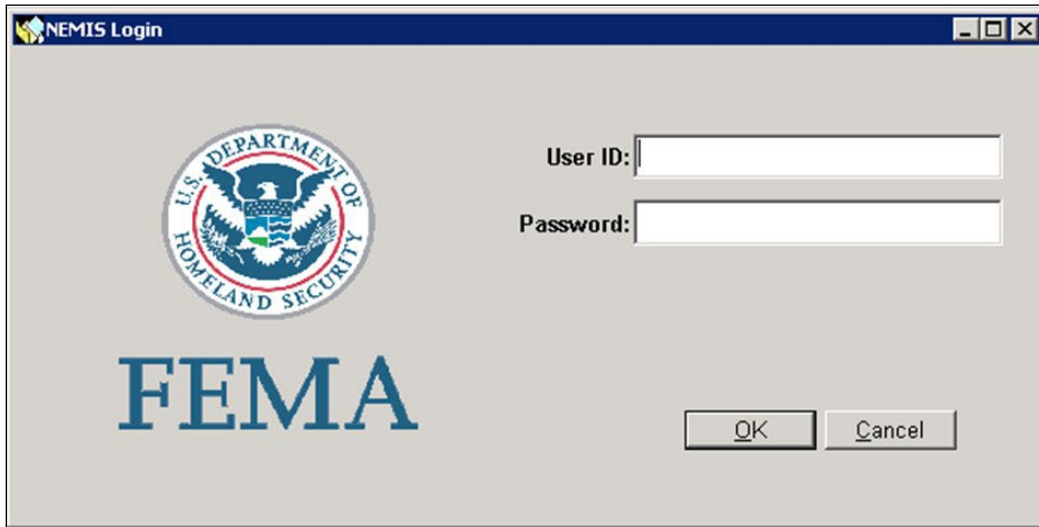 NEMIS Login
U.S. DEPARTMENT OF
HOMELAND SECURITY
FEMA
User ID:
Password:
OK
Cancel